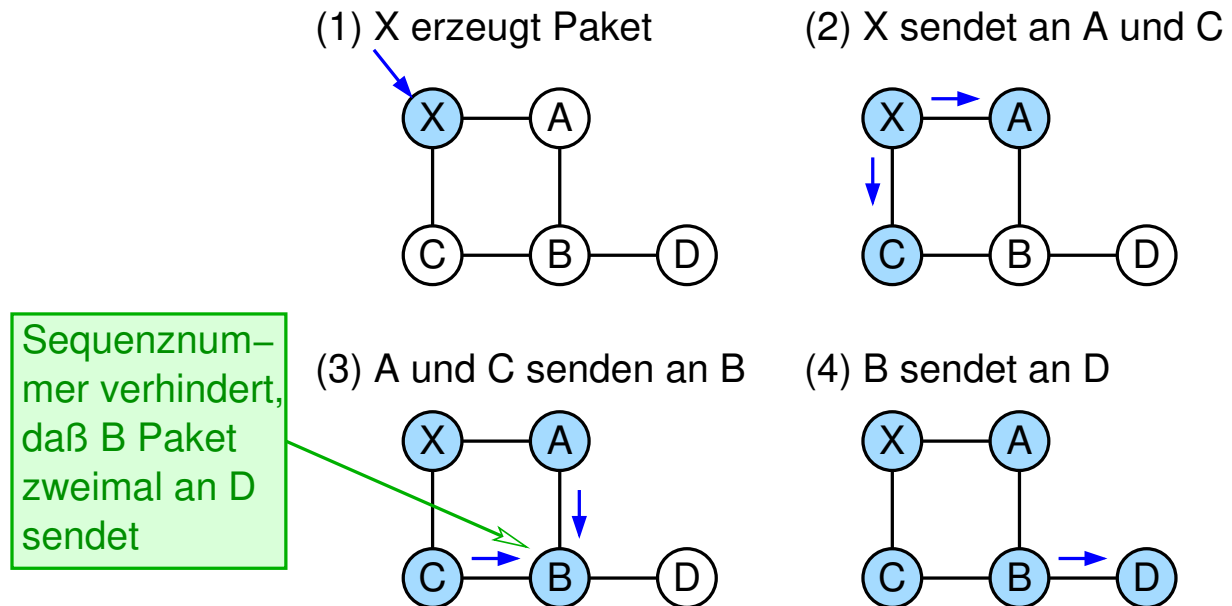 (1) X erzeugt Paket
X
A
C
B
D
(2) X sendet an A und C
X
A
C
B
D
Sequenznum–
mer verhindert,
daß B Paket
zweimal an D
sendet
(3) A und C senden an B
X
A
C
B
D
(4) B sendet an D
X
A
C
B
D